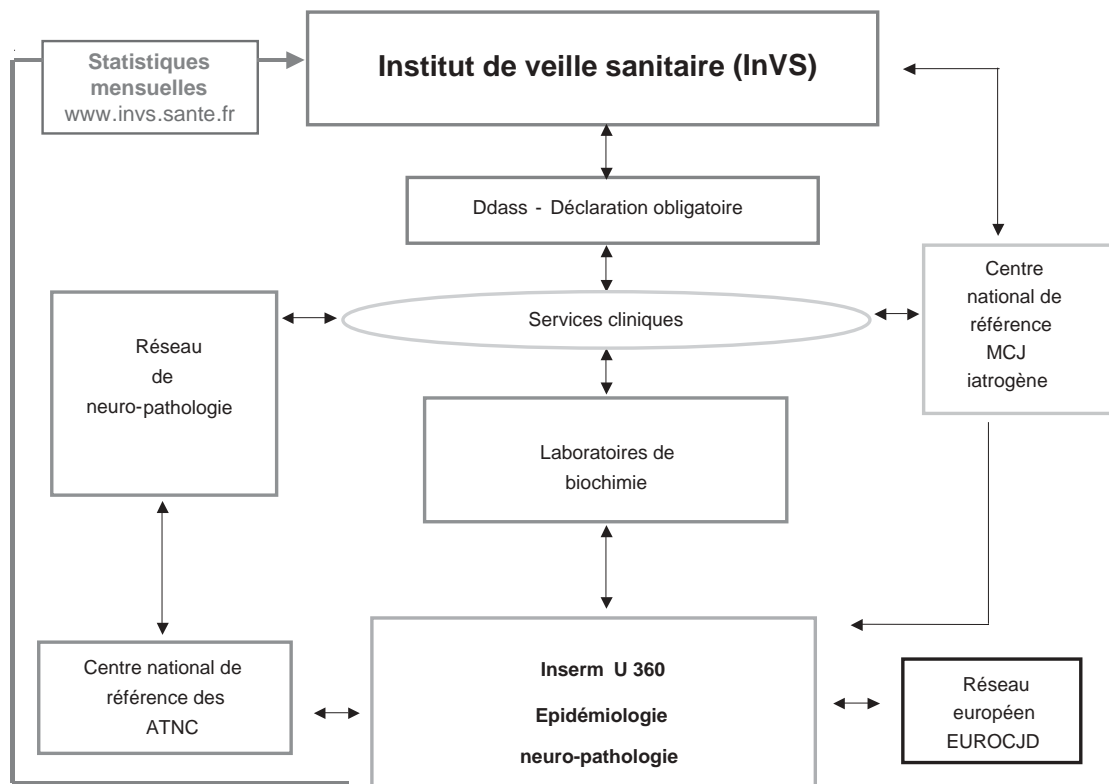 Statistiques
mensuelles
www.invs.sante.fr
Institut de veille sanitaire (InVS)
Ddass - Déclaration obligatoire
Centre
national de
référence
MCJ
iatrogène
Services cliniques
Réseau
de
neuro-pathologie
Laboratoires de
biochimie
Centre national de
référence des
ATNC
Inserm U 360
Epidémiologie
neuro-pathologie
Réseau
européen
EUROCJD